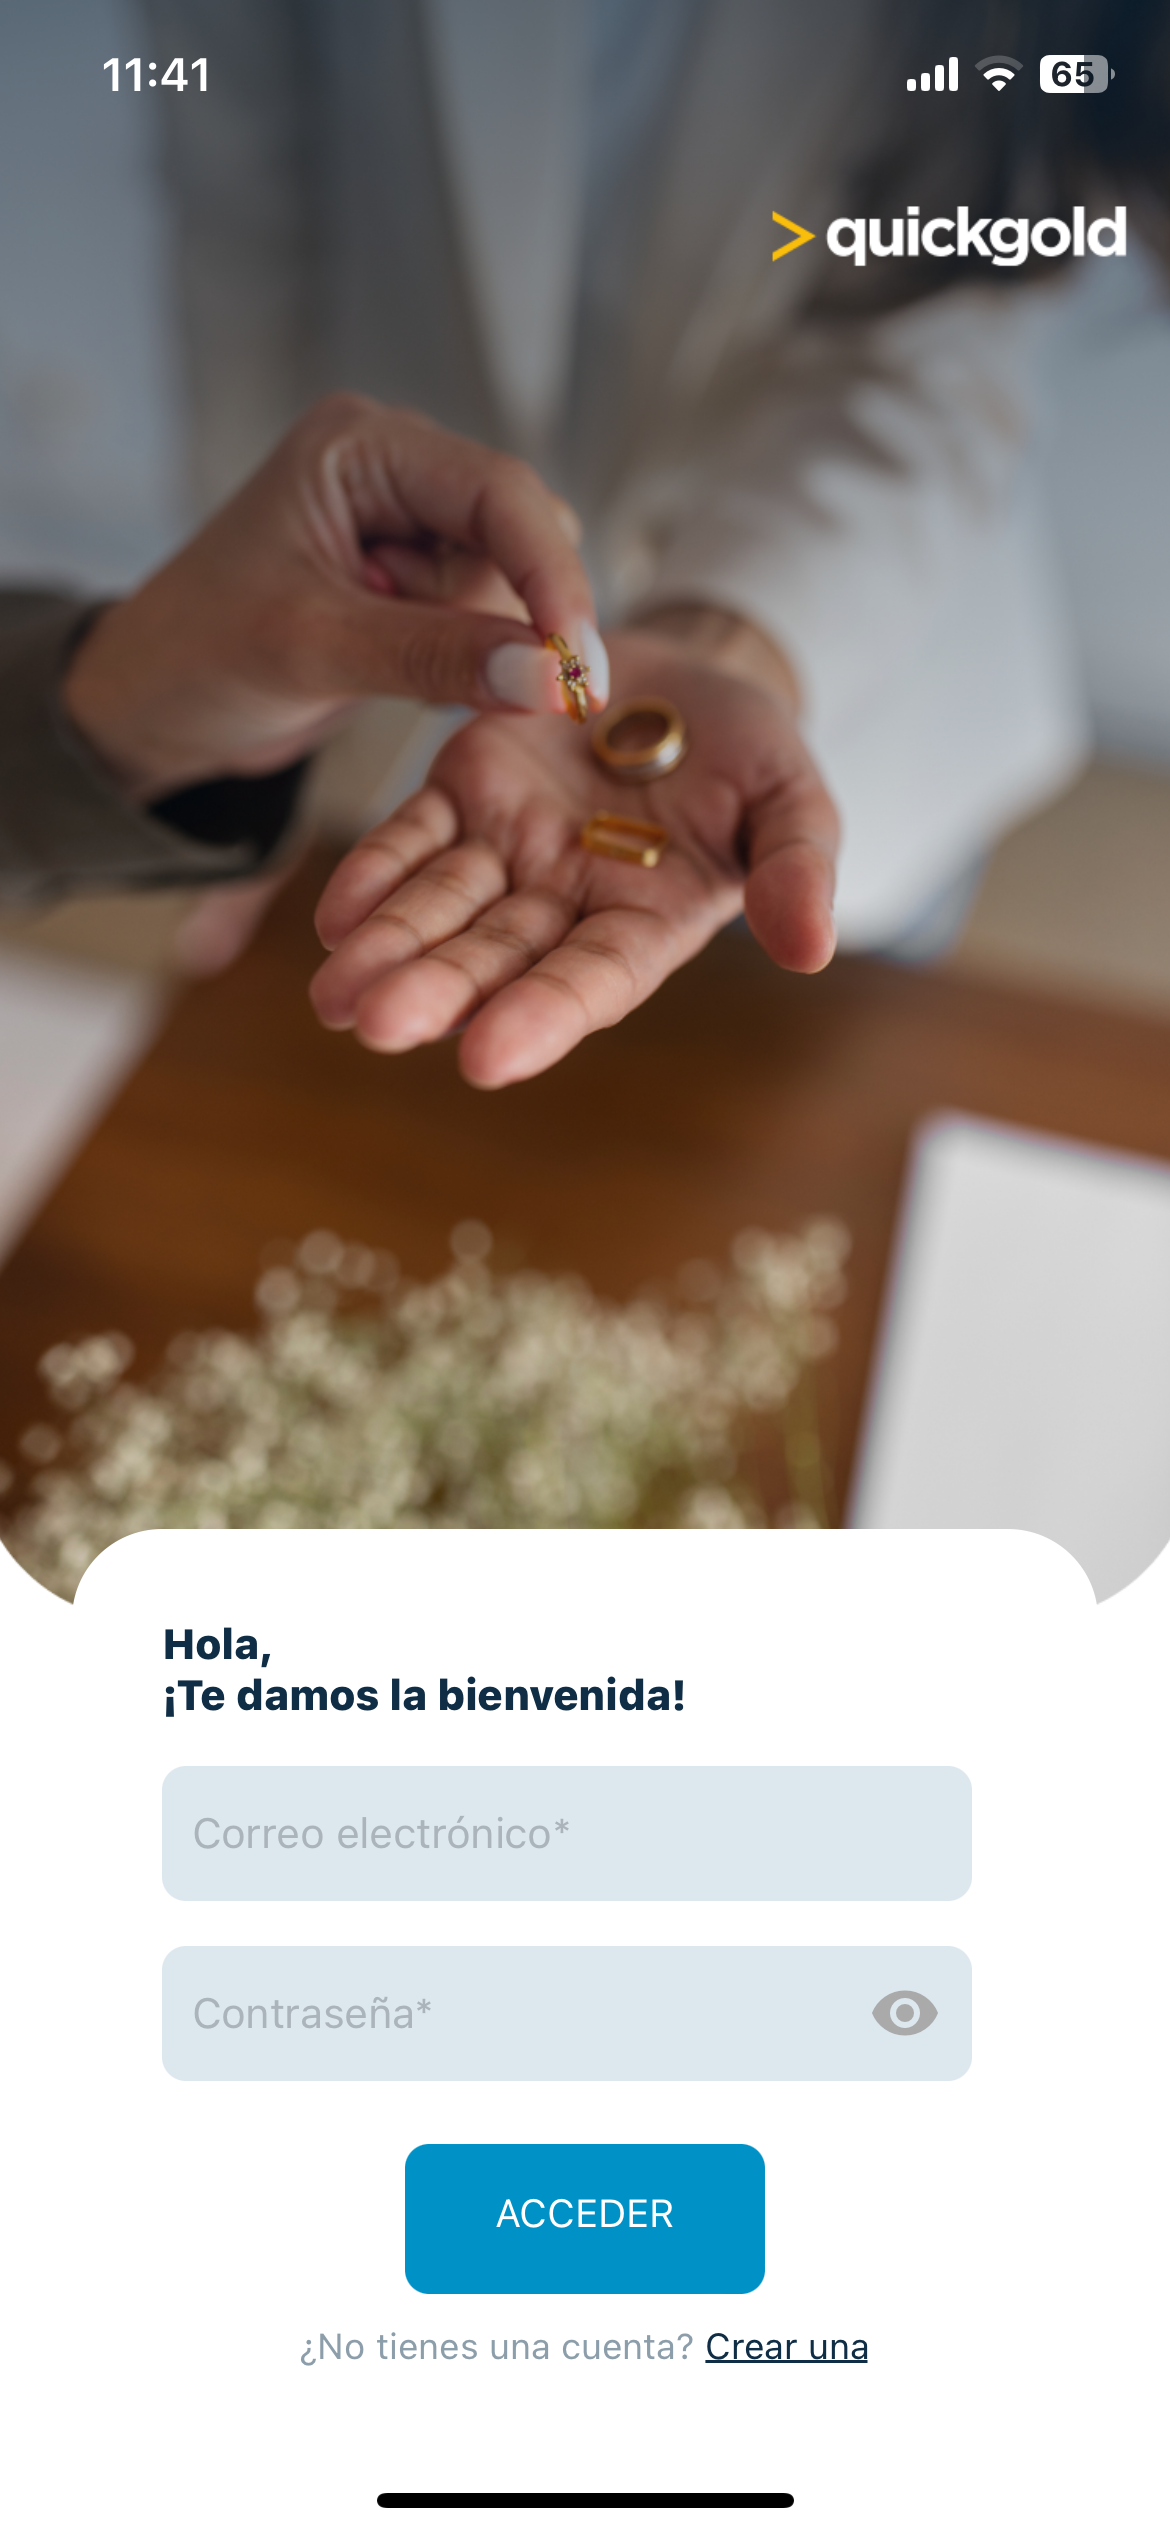 11:41
65
> quickgold
Hola,
¡Te damos la bienvenida!
Correo electrónico*
Contraseña*
ACCEDER
¿No tienes una cuenta? Crear una